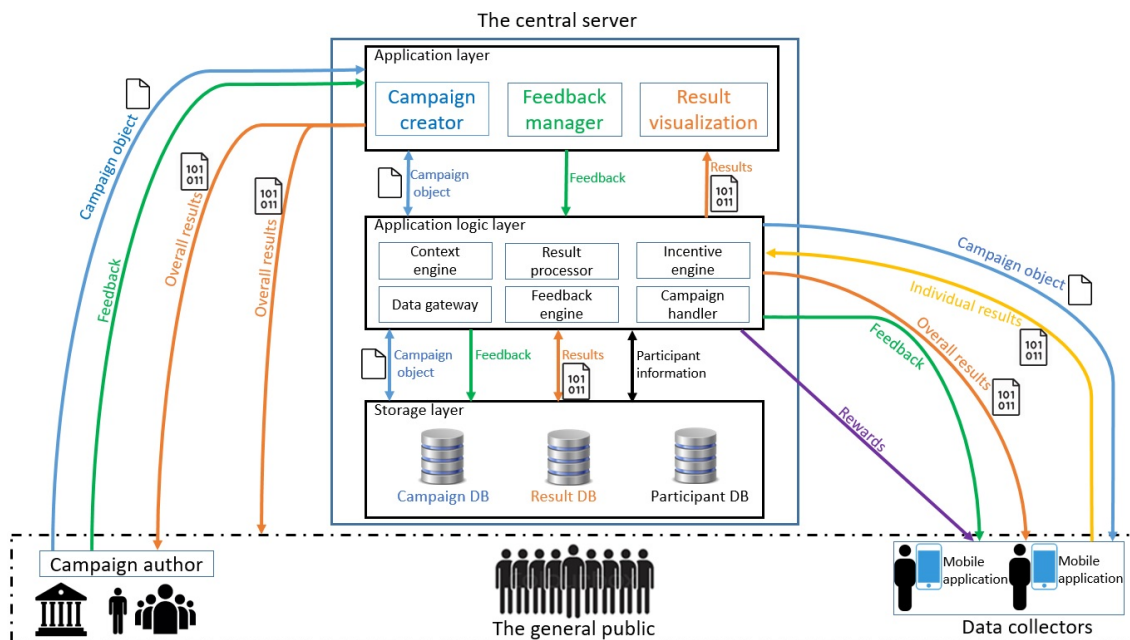 The central server
Application layer
Campaign
creator
Feedback
manager
Result
visualization
Campaign object
Feedback
Overall results
101
011
Overall results
101
011
Campaign
object
Feedback
Results
101
011
Application logic layer
Context
engine
Result
processor
Incentive
engine
Data gateway
Feedback
engine
Campaign
handler
Campaign object
Individual results
101
011
Overall results
101
011
Feedback
Rewards
Campaign
object
Feedback
Results
101
011
Participant
information
Storage layer
Campaign DB
Result DB
Participant DB
Campaign author
The general public
Mobile
application
Mobile
application
Data collectors